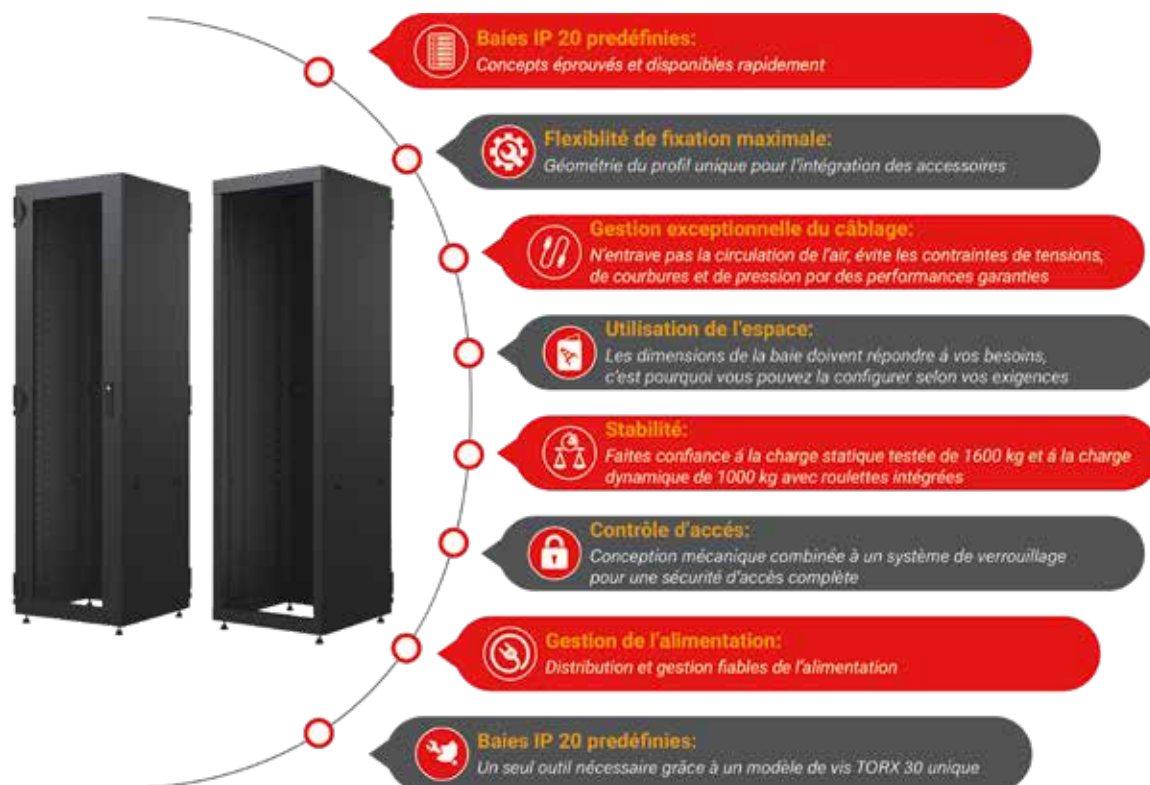 Baies IP 20 predéfinies:
Concepts éprouvés et disponibles rapidement
Flexiblité de fixation maximale:
Géométrie du profil unique pour l'intégration des accessoires
Gestion exceptionnelle du câblage:
N'entrave pas la circulation de l'air, évite les contraintes de tensions,
de courbures et de pression por des performances garanties
Utilisation de l'espace:
Les dimensions de la baie doivent répondre á vos besoins,
c'est pourquoi vous pouvez la configurer selon vos exigences
Stabilité:
Faites confiance á la charge statique testée de 1600 kg et á la charge
dynamique de 1000 kg avec roulettes intégrées
Contrôle d'accés:
Conception mécanique combinée à un système de verrouillage
pour une sécurité d'accès complète
Gestion de l'alimentation:
Distribution et gestion fiables de l'alimentation
Baies IP 20 predéfinies:
Un seul outil nécessaire grâce à un modèle de vis TORX 30 unique